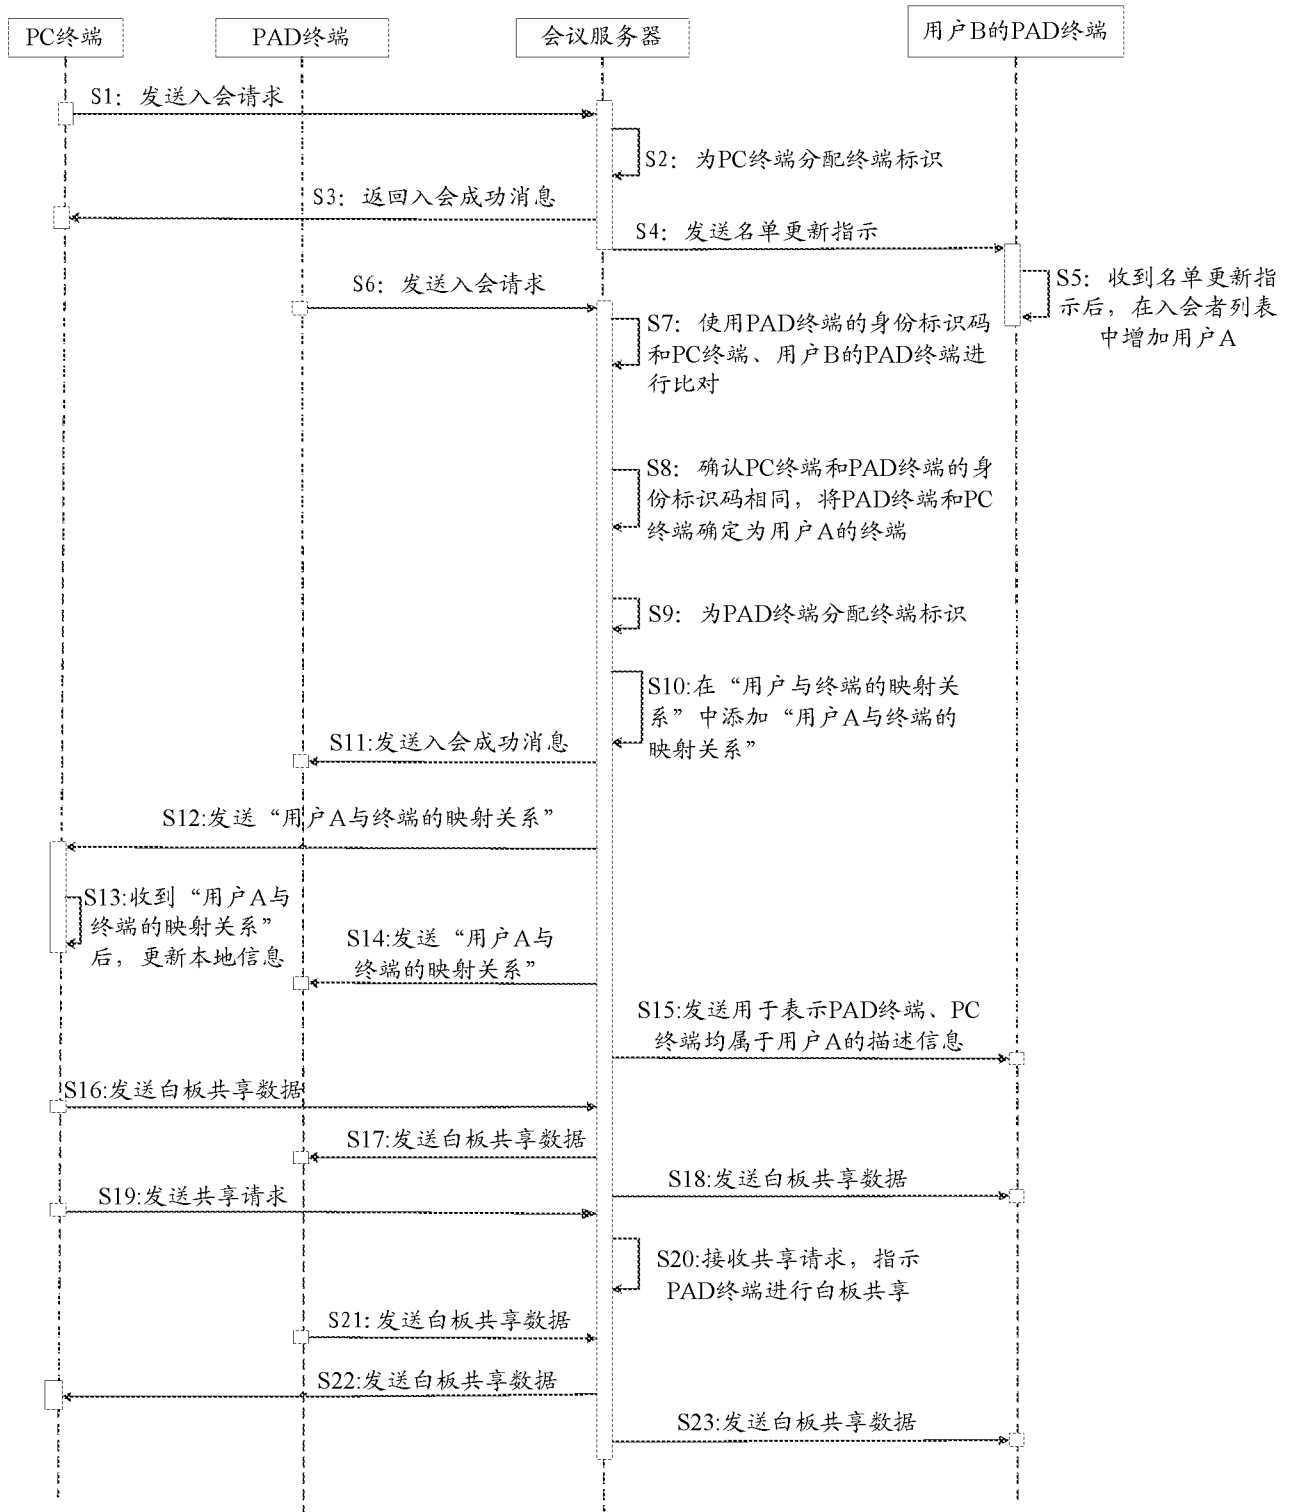 PC终端
PAD终端
会议服务器
用户B的PAD终端
S1：发送入会请求
S2：为PC终端分配终端标识
S3：返回入会成功消息
S4：发送名单更新指示
S5：收到名单更新指
示后，在入会者列表
中增加用户A
S6：发送入会请求
S7：使用PAD终端的身份标识码
和PC终端、用户B的PAD终端进
行比对
S8：确认PC终端和PAD终端的身
份标识码相同，将PAD终端和PC
终端确定为用户A的终端
S9：为PAD终端分配终端标识
S10:在“用户与终端的映射关
系”中添加“用户A与终端的
映射关系”
S11:发送入会成功消息
S12:发送“用户A与终端的映射关系”
S13:收到“用户A与
终端的映射关系”
后，更新本地信息
S14:发送“用户A与
终端的映射关系”
S15:发送用于表示PAD终端、PC
终端均属于用户A的描述信息
S16:发送白板共享数据
S17:发送白板共享数据
S18:发送白板共享数据
S19:发送共享请求
S20:接收共享请求，指示
PAD终端进行白板共享
S21:发送白板共享数据
S22:发送白板共享数据
S23:发送白板共享数据